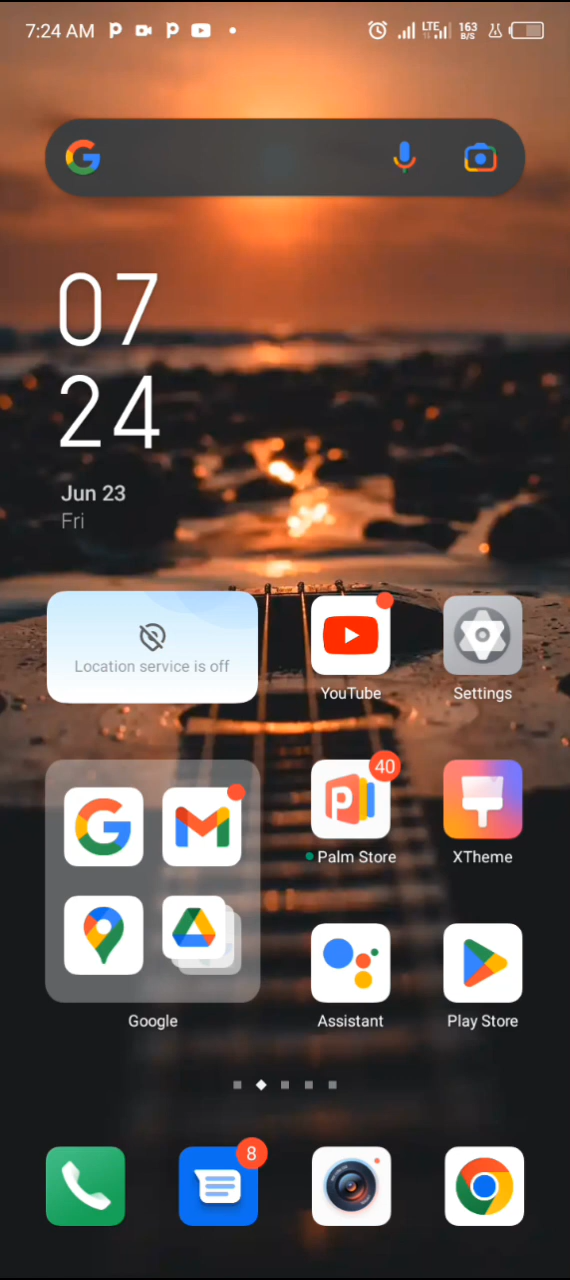 7:24 AM
LTE
163
B/S
07
24
Jun 23
Fri
Location service is off
YouTube
Settings
40
Palm Store
XTheme
Google
Assistant
Play Store
8